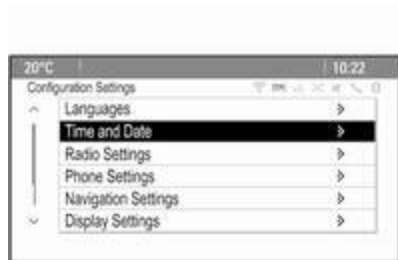 20°C 10:22
Configuration Settings
Languages
Time and Date
Radio Settings
Phone Settings
Navigation Settings
Display Settings